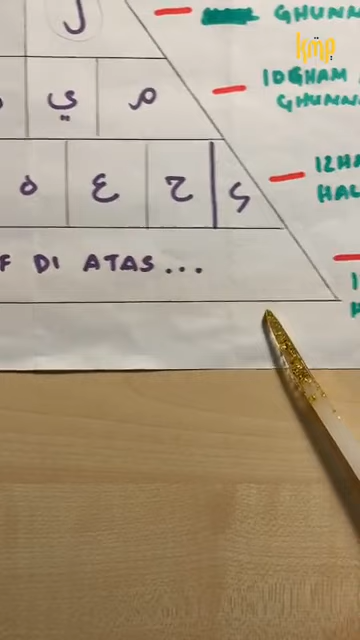 ل
GHUNNA
kmp
ي م
IDGHAM
GHUNNA
ه ع ح
IZHA
HAL
F DI ATAS...